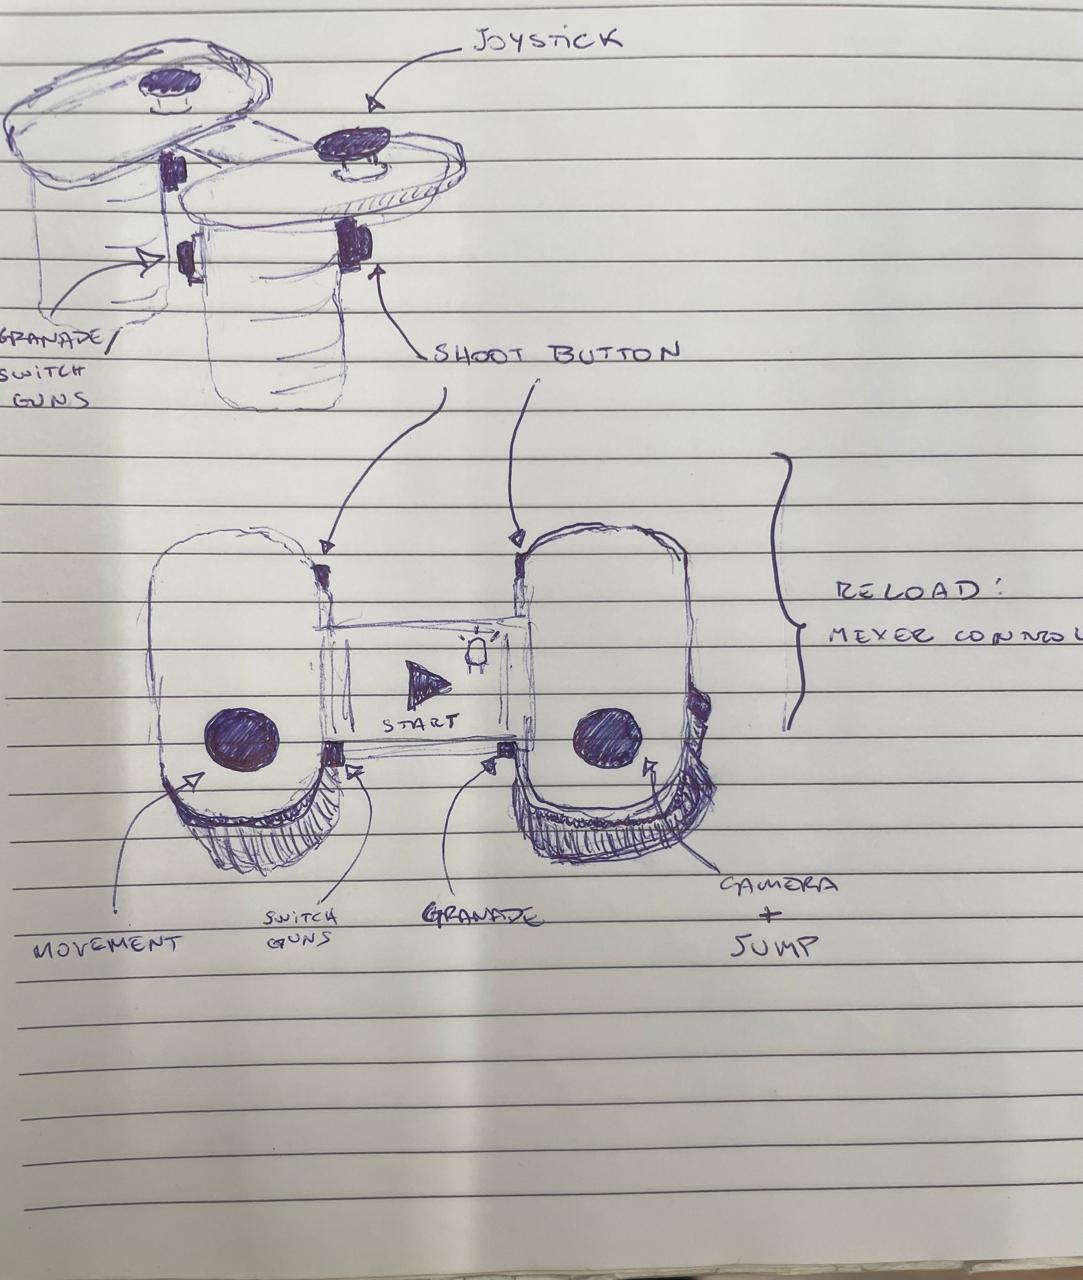 JOYSTICK
GRANADE/
SWITCH
GUNS
SHOOT BUTTON
RELOAD:
MEXER CONTROL
START
MOVEMENT
SWITCH
GUNS
GRANADE
CAMERA
+
JUMP